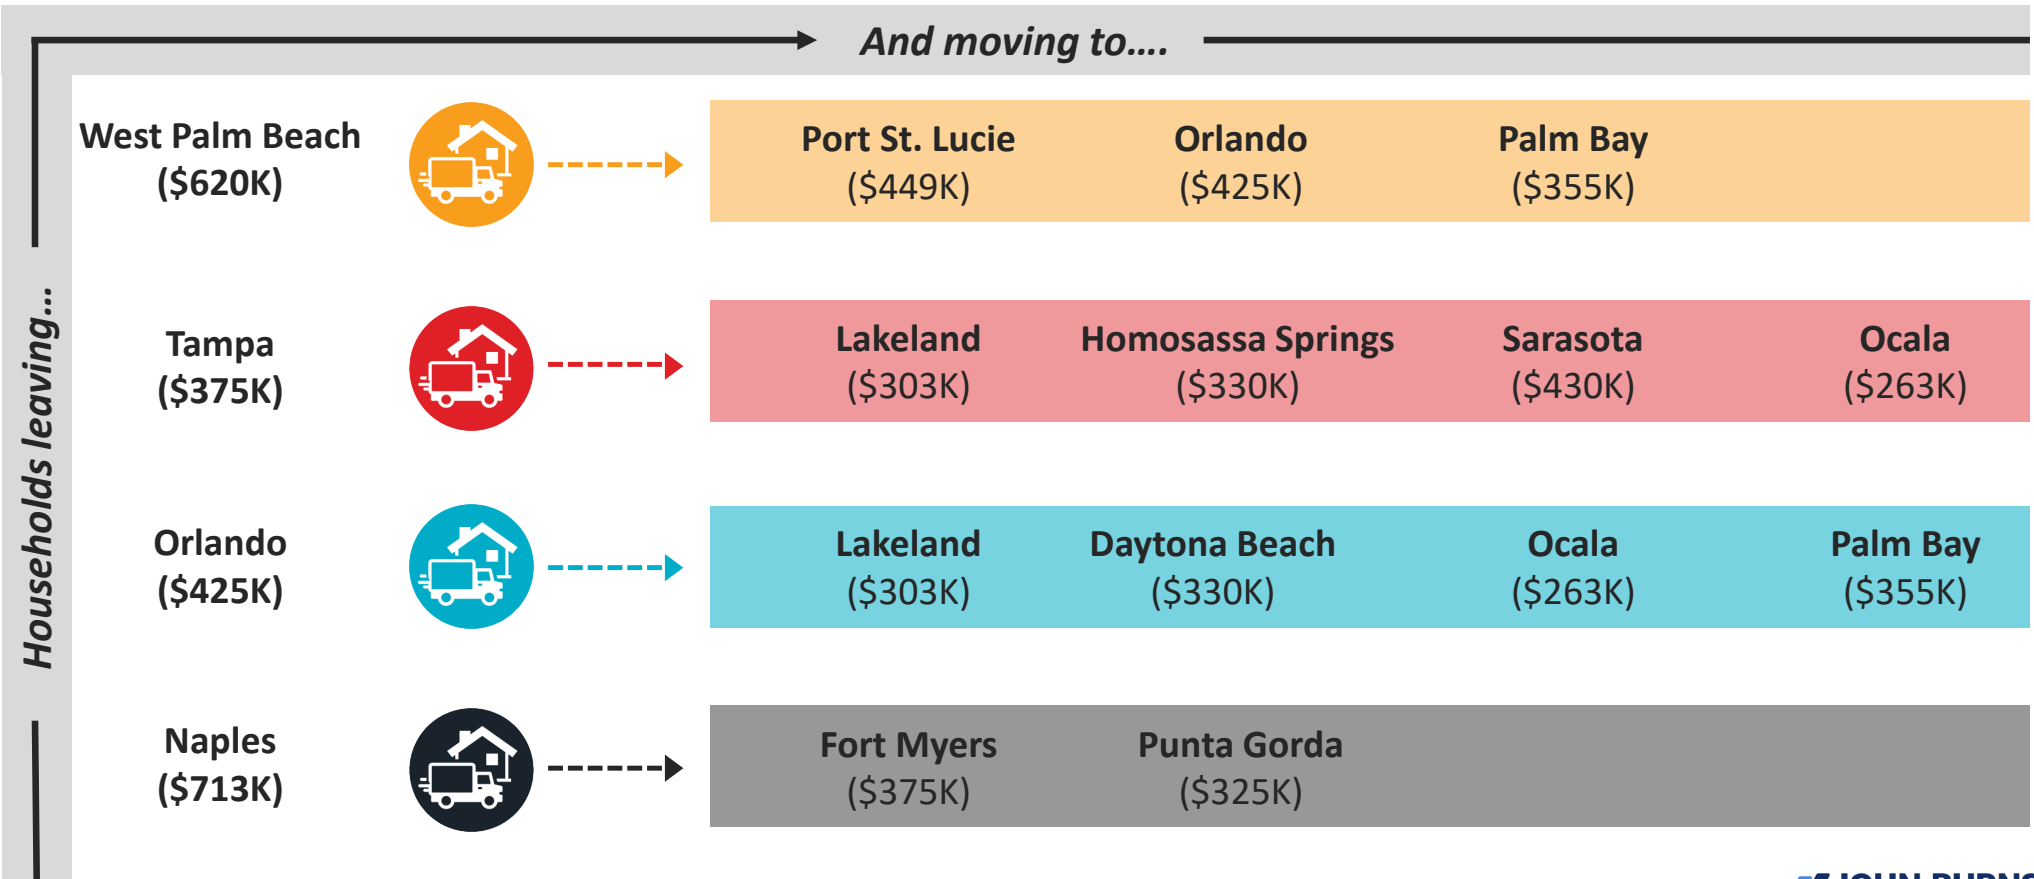 And moving to....
Households leaving...
West Palm Beach
($620K)
Port St. Lucie
($449K)
Orlando
($425K)
Palm Bay
($355K)
Tampa
($375K)
Lakeland
($303K)
Homosassa Springs
($330K)
Sarasota
($430K)
Ocala
($263K)
Orlando
($425K)
Lakeland
($303K)
Daytona Beach
($330K)
Ocala
($263K)
Palm Bay
($355K)
Naples
($713K)
Fort Myers
($375K)
Punta Gorda
($325K)
JOHN BURNS